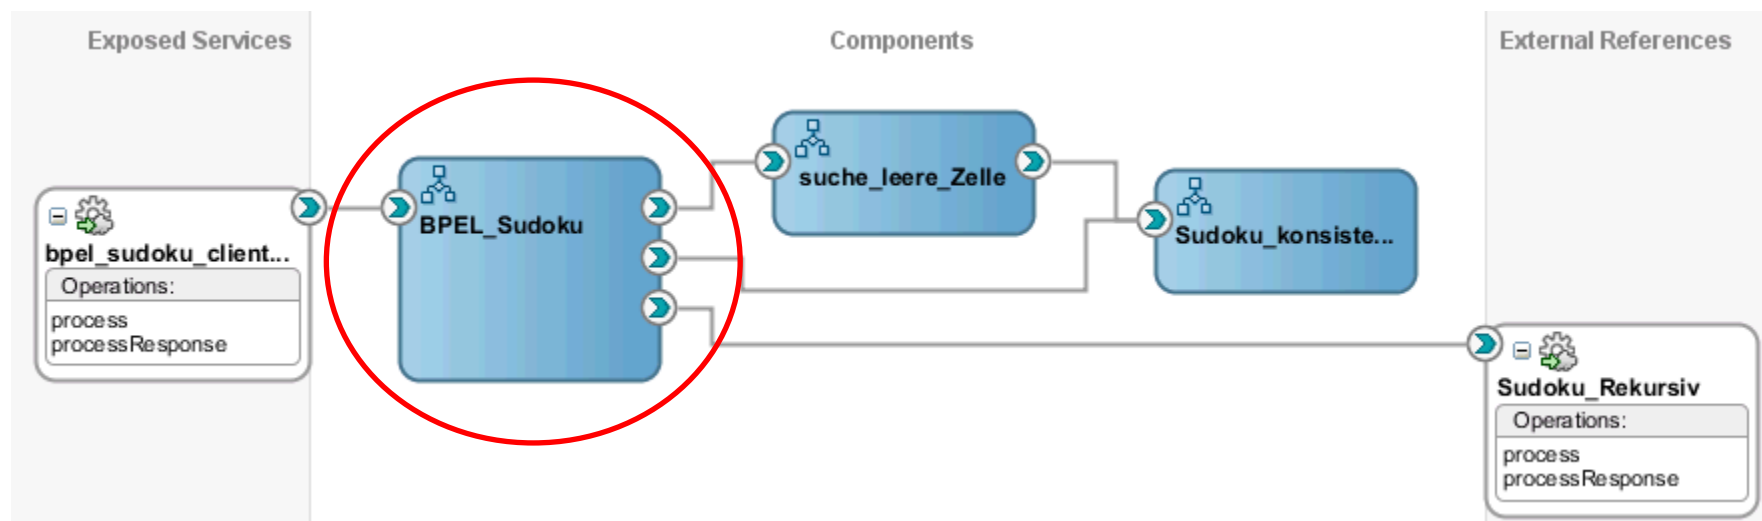 Exposed Services
Components
External References
bpel_sudoku_client...
Operations:
process
processResponse
BPEL_Sudoku
suche_leere_Zelle
Sudoku_konsiste...
Sudoku_Rekursiv
Operations:
process
processResponse